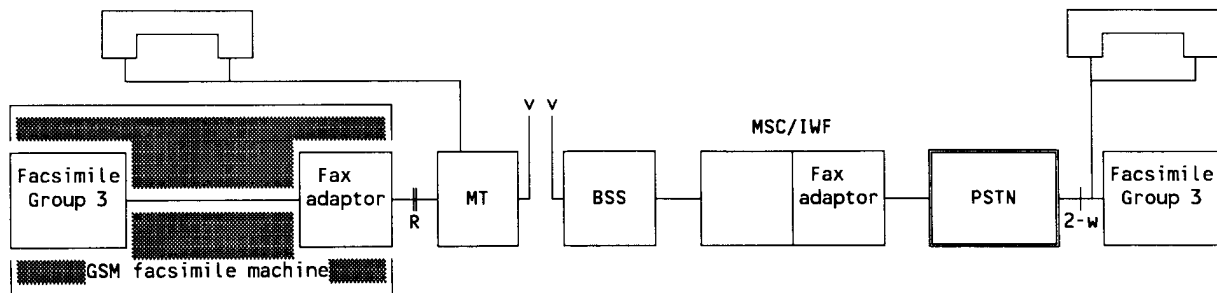 v v
MSC/IWF
Facsimile
Group 3
Fax
adaptor
R
MT
BSS
Fax
adaptor
PSTN
2-w
Facsimile
Group 3
GSM facsimile machine